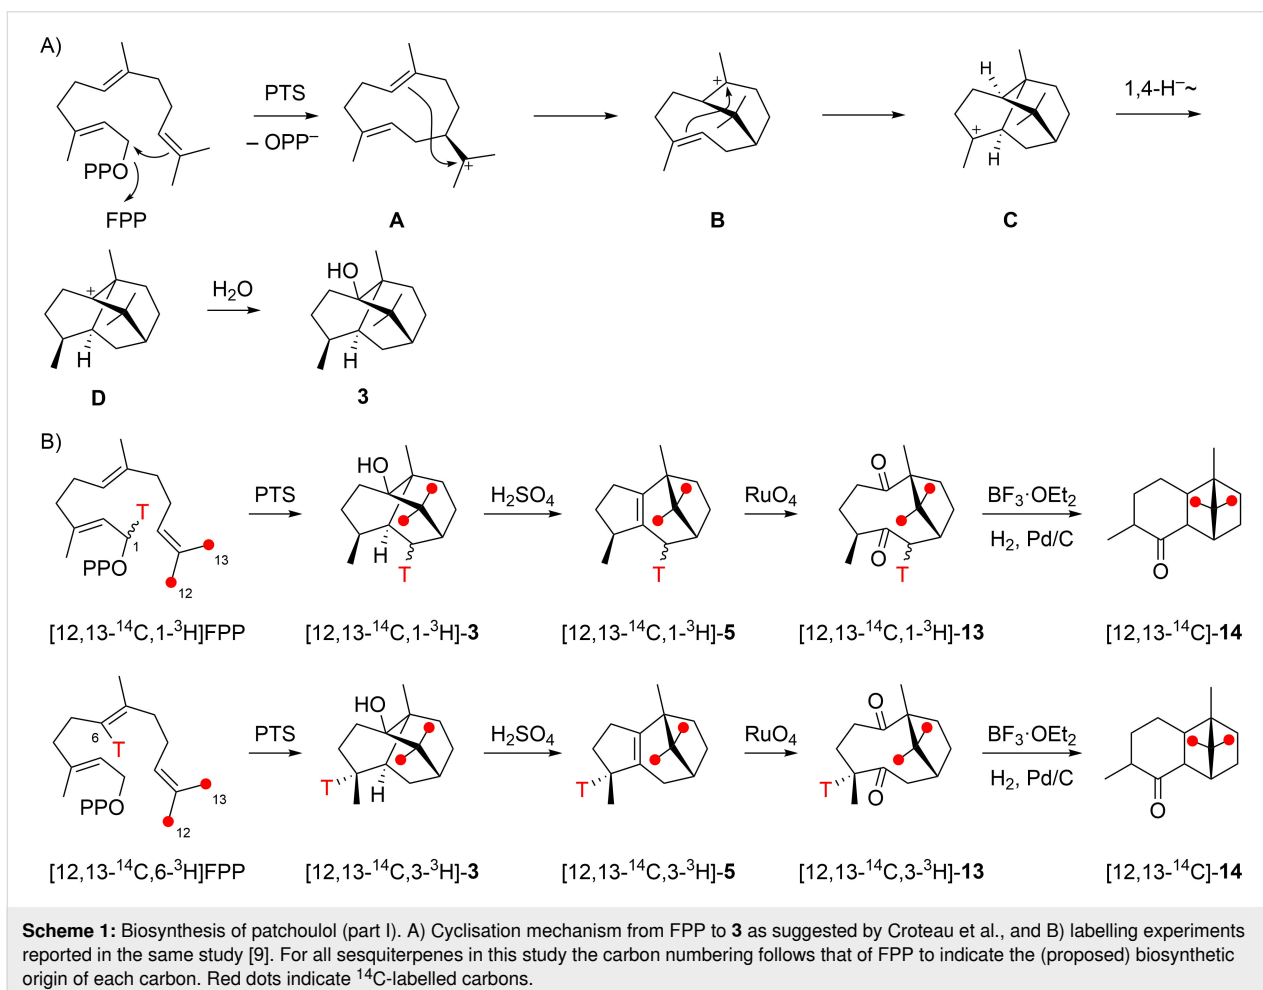 A)
PTS
– OPP⁻
1,4-H⁻~
PPO
FPP
+
A
+
B
H
+
H
C
+
H
D
H₂O
HO
H
3
B)
T
1
PPO
13
12
PTS
HO
H
T
H₂SO₄
T
RuO₄
O
O
T
BF₃·OEt₂
H₂, Pd/C
O
[12,13-¹⁴C,1-³H]FPP
[12,13-¹⁴C,1-³H]-3
[12,13-¹⁴C,1-³H]-5
[12,13-¹⁴C,1-³H]-13
[12,13-¹⁴C]-14
6
T
PPO
13
12
PTS
HO
T
H
H₂SO₄
T
RuO₄
O
T
O
BF₃·OEt₂
H₂, Pd/C
O
[12,13-¹⁴C,6-³H]FPP
[12,13-¹⁴C,3-³H]-3
[12,13-¹⁴C,3-³H]-5
[12,13-¹⁴C,3-³H]-13
[12,13-¹⁴C]-14
Scheme 1: Biosynthesis of patchoulol (part I). A) Cyclisation mechanism from FPP to 3 as suggested by Croteau et al., and B) labelling experiments
reported in the same study [9]. For all sesquiterpenes in this study the carbon numbering follows that of FPP to indicate the (proposed) biosynthetic
origin of each carbon. Red dots indicate ¹⁴C-labelled carbons.